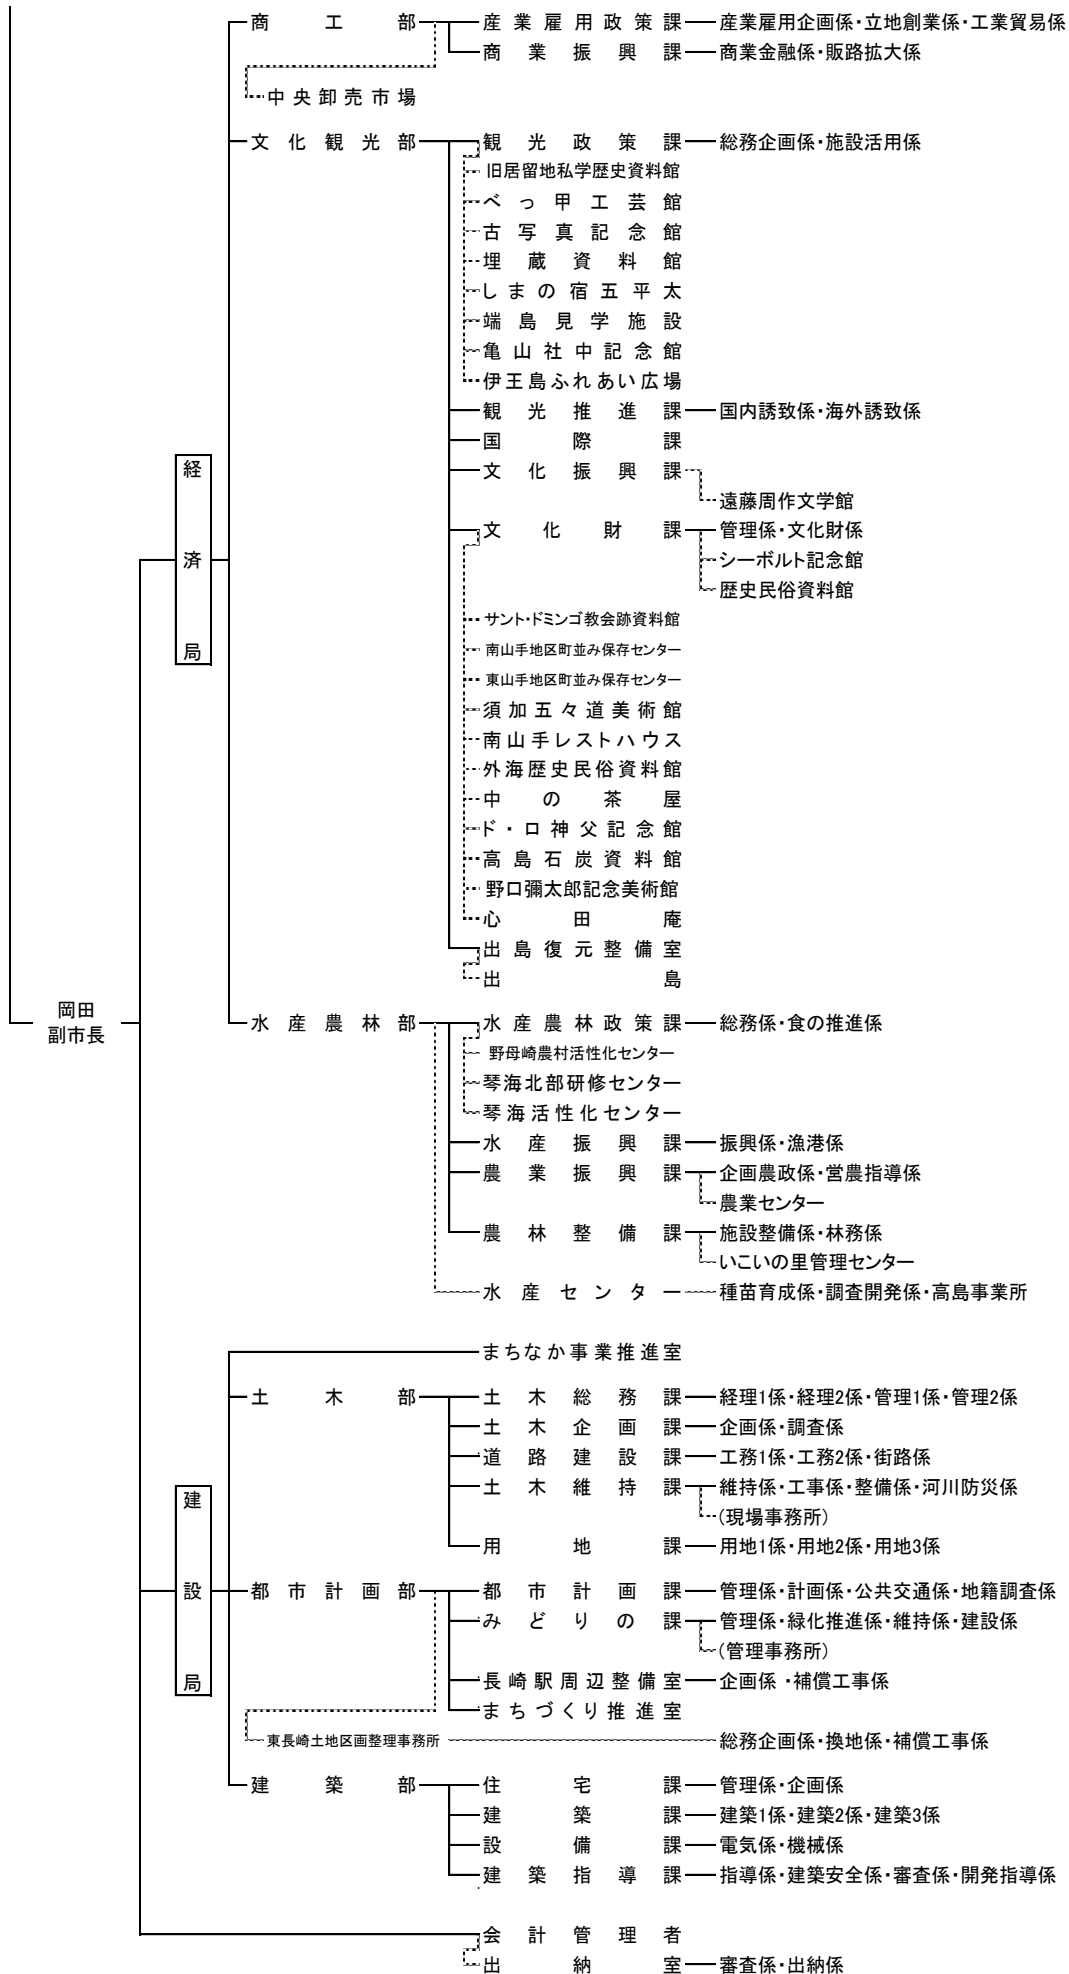 商工部 産業雇用政策課 産業雇用企画係・立地創業係・工業貿易係
商業振興課 商業金融係・販路拡大係
中央卸売市場
文化観光部 観光政策課 総務企画係・施設活用係
旧居留地私学歴史資料館
べっ甲工芸館
古写真記念館
埋蔵資料館
しまの宿五平太
端島見学施設
亀山社中記念館
伊王島ふれあい広場
観光推進課 国内誘致係・海外誘致係
国際課
文化振興課
遠藤周作文学館
文化財課 管理係・文化財係
シーボルト記念館
歴史民俗資料館
経済局
サント・ドミンゴ教会跡資料館
南山手地区町並み保存センター
東山手地区町並み保存センター
須加五々道美術館
南山手レストハウス
外海歴史民俗資料館
中の茶屋
ド・ロ神父記念館
高島石炭資料館
野口彌太郎記念美術館
心田庵
出島復元整備室
出島
岡田
副市長
水産農林部 水産農林政策課 総務係・食の推進係
野母崎農村活性化センター
琴海北部研修センター
琴海活性化センター
水産振興課 振興係・漁港係
農業振興課 企画農政係・営農指導係
農業センター
農林整備課 施設整備係・林務係
いこいの里管理センター
水産センター 種苗育成係・調査開発係・高島事業所
まちなか事業推進室
土木部 土木総務課 経理1係・経理2係・管理1係・管理2係
土木企画課 企画係・調査係
道路建設課 工務1係・工務2係・街路係
土木維持課 維持係・工事係・整備係・河川防災係
(現場事務所)
用地課 用地1係・用地2係・用地3係
建設局
都市計画部 都市計画課 管理係・計画係・公共交通係・地籍調査係
みどりの課 管理係・緑化推進係・維持係・建設係
(管理事務所)
長崎駅周辺整備室 企画係・補償工事係
まちづくり推進室
東長崎土地区画整理事務所 総務企画係・換地係・補償工事係
建築部 住宅課 管理係・企画係
建築課 建築1係・建築2係・建築3係
設備課 電気係・機械係
建築指導課 指導係・建築安全係・審査係・開発指導係
会計管理者
出納室 審査係・出納係